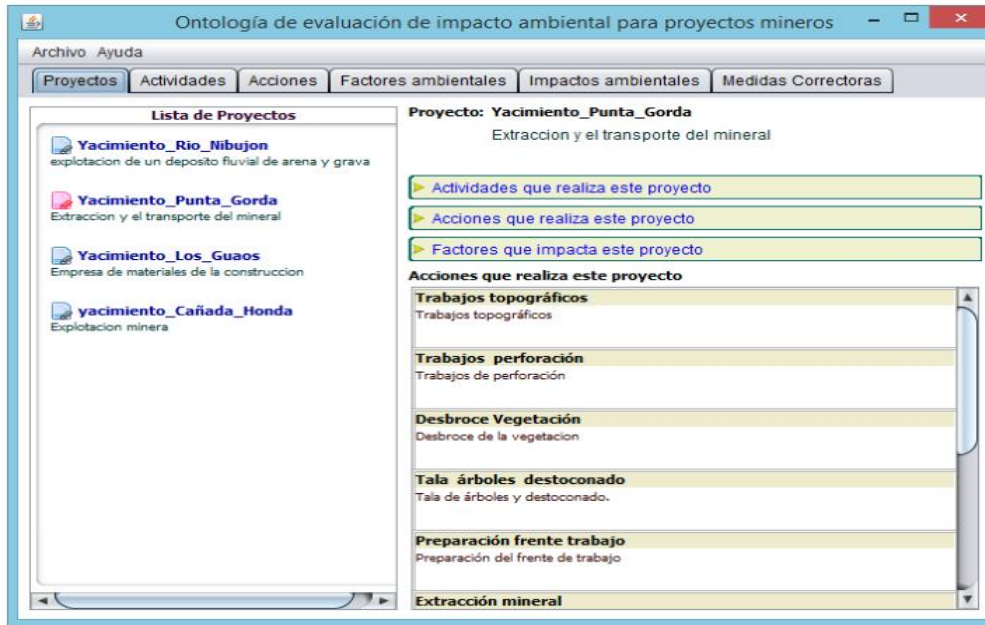 Ontología de evaluación de impacto ambiental para proyectos mineros
Archivo Ayuda
Proyectos Actividades Acciones Factores ambientales Impactos ambientales Medidas Correctoras
Lista de Proyectos
Yacimiento_Rio_Nibujon
explotacion de un deposito fluvial de arena y grava
Yacimiento_Punta_Gorda
Extraccion y el transporte del mineral
Yacimiento_Los_Guaos
Empresa de materiales de la construccion
yacimiento_Cañada_Honda
Explotacion minera
Proyecto: Yacimiento_Punta_Gorda
Extraccion y el transporte del mineral
Actividades que realiza este proyecto
Acciones que realiza este proyecto
Factores que impacta este proyecto
Acciones que realiza este proyecto
Trabajos topográficos
Trabajos topográficos
Trabajos perforación
Trabajos de perforación
Desbroce Vegetación
Desbroce de la vegetacion
Tala árboles destoconado
Tala de árboles y destoconado.
Preparación frente trabajo
Preparación del frente de trabajo
Extracción mineral